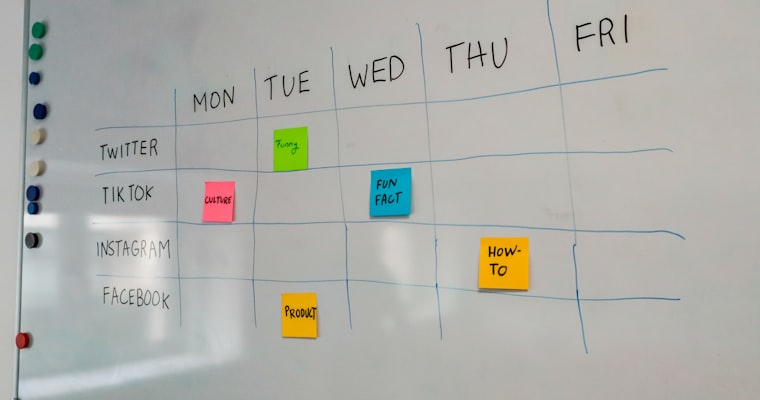 MON TUE WED THU FRI
TWITTER Funny
TIKTOK CULTURE FUN
FACT
INSTAGRAM HOW-
TO
FACEBOOK PRODUCT